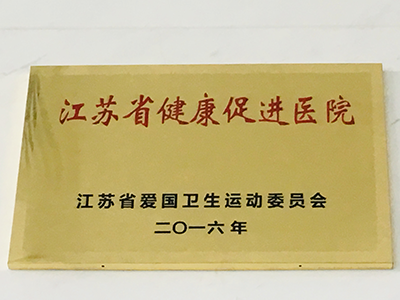 江苏省健康促进医院
江苏省爱国卫生运动委员会
二〇一六年